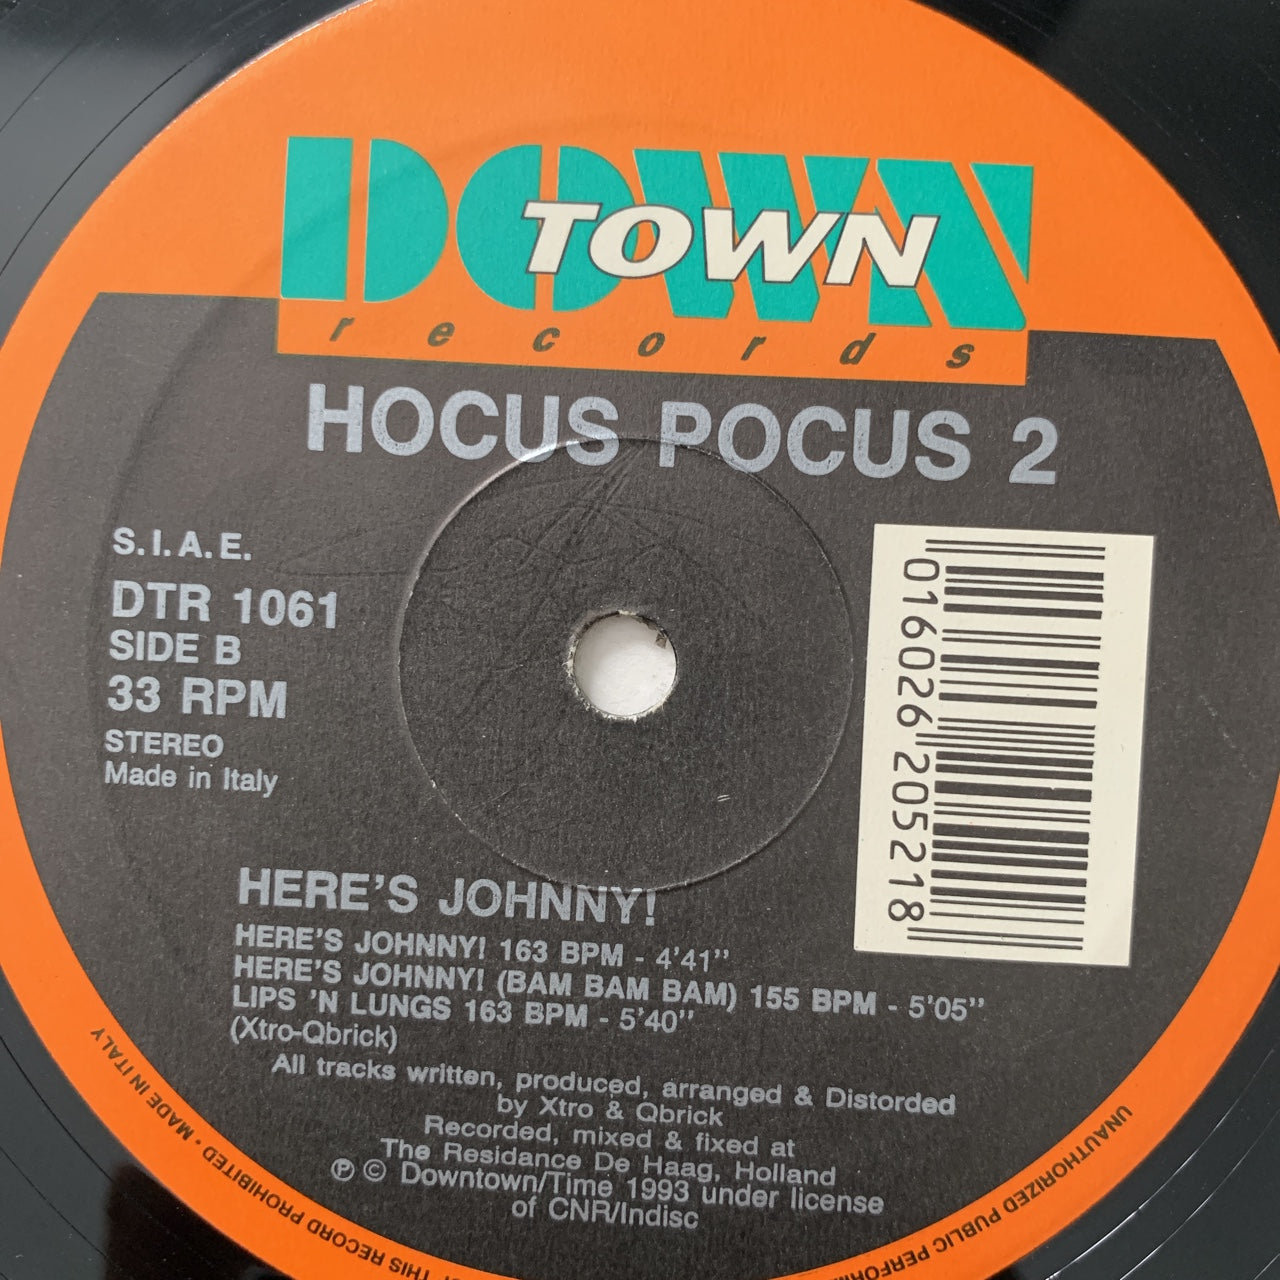 DOWN
TOWN
records
HOCUS POCUS 2
S.I.A.E.
DTR 1061
SIDE B
33 RPM
STEREO
Made in Italy
016026 205218
HERE'S JOHNNY!
HERE'S JOHNNY! 163 BPM - 4'41"
HERE'S JOHNNY! (BAM BAM BAM) 155 BPM - 5'05"
LIPS 'N LUNGS 163 BPM - 5'40"
(Xtro-Qbrick)
All tracks written, produced, arranged & Distorded
by Xtro & Qbrick
Recorded, mixed & fixed at
The Residance De Haag, Holland
℗ © Downtown/Time 1993 under license
of CNR/Indisc
UNAUTHORIZED PUBLIC
THIS RECORD PROHIBITED • MADE IN ITALY